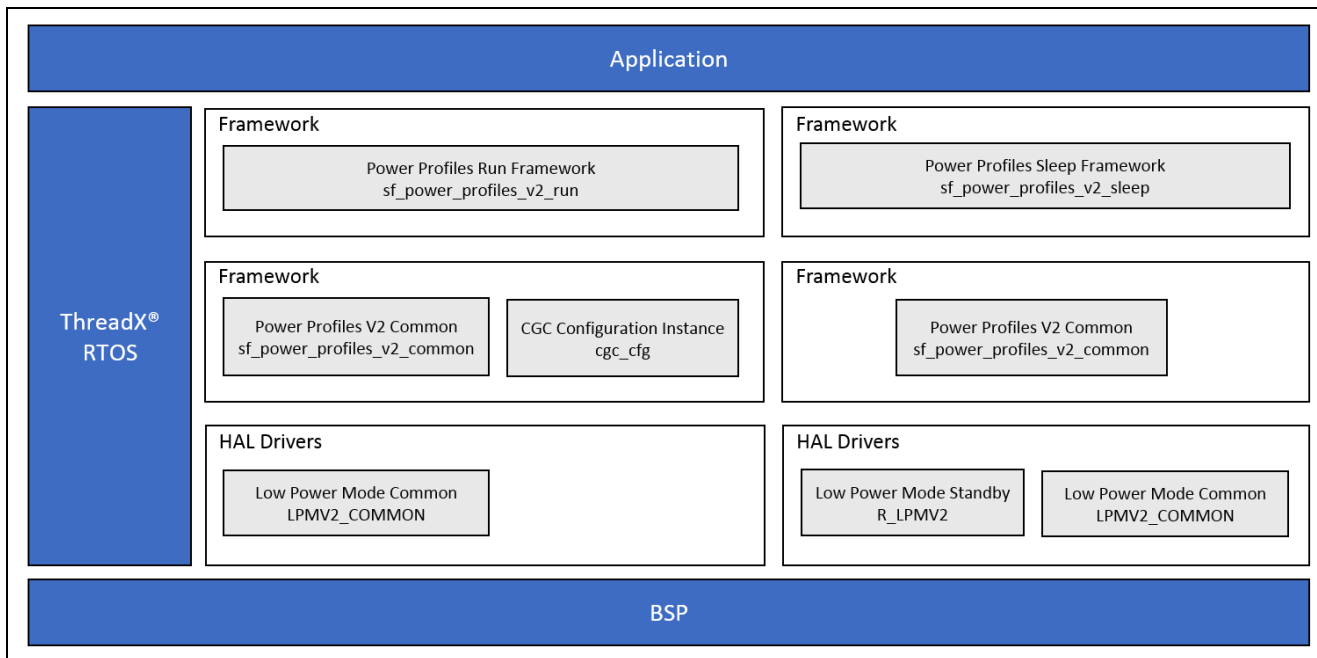 Application
ThreadX®
RTOS
Framework
Power Profiles Run Framework
sf_power_profiles_v2_run
Framework
Power Profiles Sleep Framework
sf_power_profiles_v2_sleep
Framework
Power Profiles V2 Common
sf_power_profiles_v2_common
CGC Configuration Instance
cgc_cfg
Framework
Power Profiles V2 Common
sf_power_profiles_v2_common
HAL Drivers
Low Power Mode Common
LPMV2_COMMON
HAL Drivers
Low Power Mode Standby
R_LPMV2
Low Power Mode Common
LPMV2_COMMON
BSP